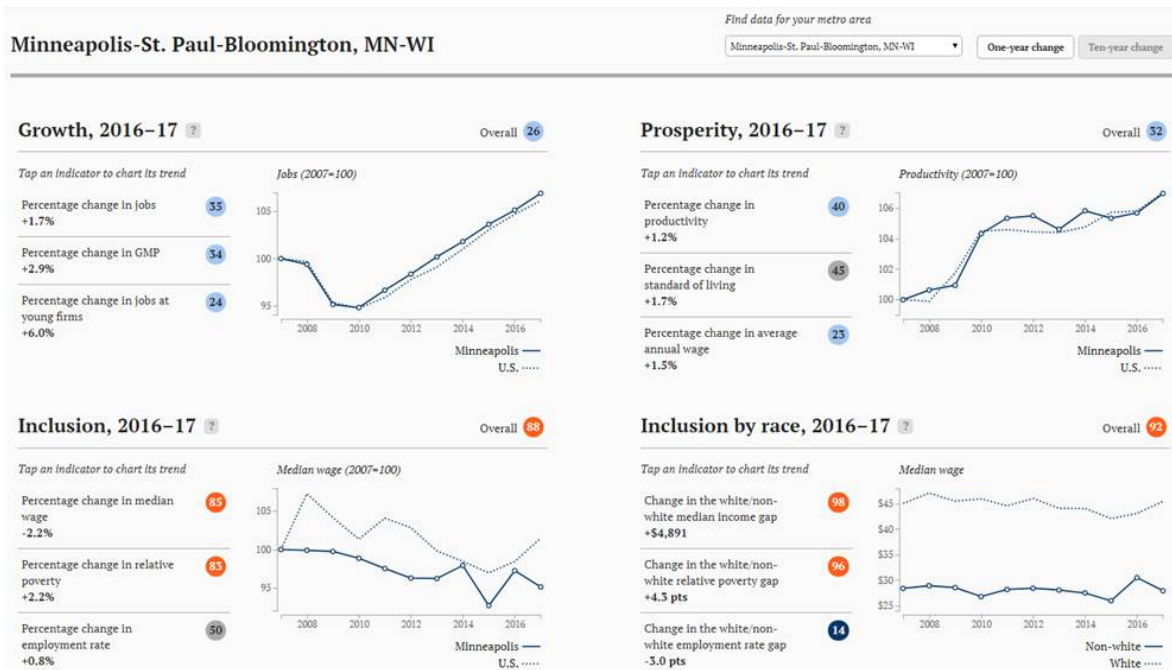 Find data for your metro area
Minneapolis-St. Paul-Bloomington, MN-WI
Minneapolis-St. Paul-Bloomington, MN-WI
One-year change
Ten-year change
Growth, 2016–17 ?
Overall 26
Tap an indicator to chart its trend
Percentage change in jobs
+1.7%
35
Percentage change in GMP
+2.9%
34
Percentage change in jobs at
young firms
+6.0%
24
Jobs (2007=100)
105
100
95
2008 2010 2012 2014 2016
Minneapolis
U.S.
Prosperity, 2016–17 ?
Overall 32
Tap an indicator to chart its trend
Percentage change in
productivity
+1.2%
40
Percentage change in
standard of living
+1.7%
45
Percentage change in average
annual wage
+1.5%
23
Productivity (2007=100)
106
104
102
100
2008 2010 2012 2014 2016
Minneapolis
U.S.
Inclusion, 2016–17 ?
Overall 88
Tap an indicator to chart its trend
Percentage change in median
wage
-2.2%
85
Percentage change in relative
poverty
+2.2%
83
Percentage change in
employment rate
+0.8%
50
Median wage (2007=100)
105
100
95
2008 2010 2012 2014 2016
Minneapolis
U.S.
Inclusion by race, 2016–17 ?
Overall 92
Tap an indicator to chart its trend
Change in the white/non-
white median income gap
+$4,891
98
Change in the white/non-
white relative poverty gap
+4.3 pts
96
Change in the white/non-
white employment rate gap
-3.0 pts
14
Median wage
$45
$40
$35
$30
$25
2008 2010 2012 2014 2016
Non-white
White